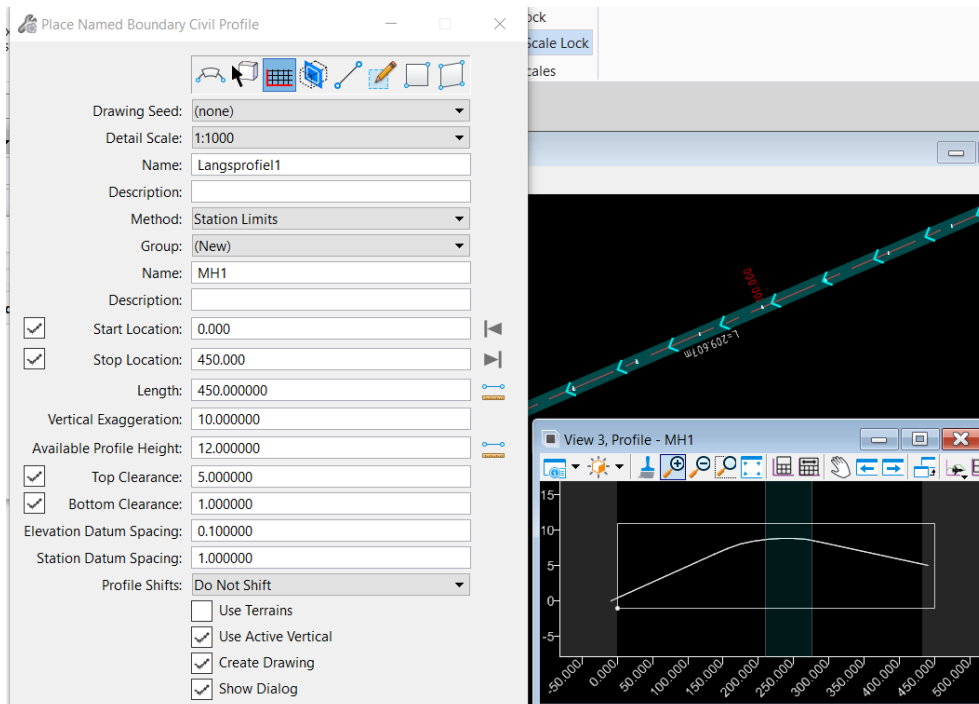 Place Named Boundary Civil Profile
Drawing Seed: (none)
Detail Scale: 1:1000
Name: Langsprofiel1
Description:
Method: Station Limits
Group: (New)
Name: MH1
Description:
Start Location: 0.000
Stop Location: 450.000
Length: 450.000000
Vertical Exaggeration: 10.000000
Available Profile Height: 12.000000
Top Clearance: 5.000000
Bottom Clearance: 1.000000
Elevation Datum Spacing: 0.100000
Station Datum Spacing: 1.000000
Profile Shifts: Do Not Shift
Use Terrains
Use Active Vertical
Create Drawing
Show Dialog
ock
Scale Lock
cales
L=209.607m
View 3, Profile - MH1
15
10
5
0
-5
-50.000 0.000 50.000 100.000 150.000 200.000 250.000 300.000 350.000 400.000 450.000 500.000